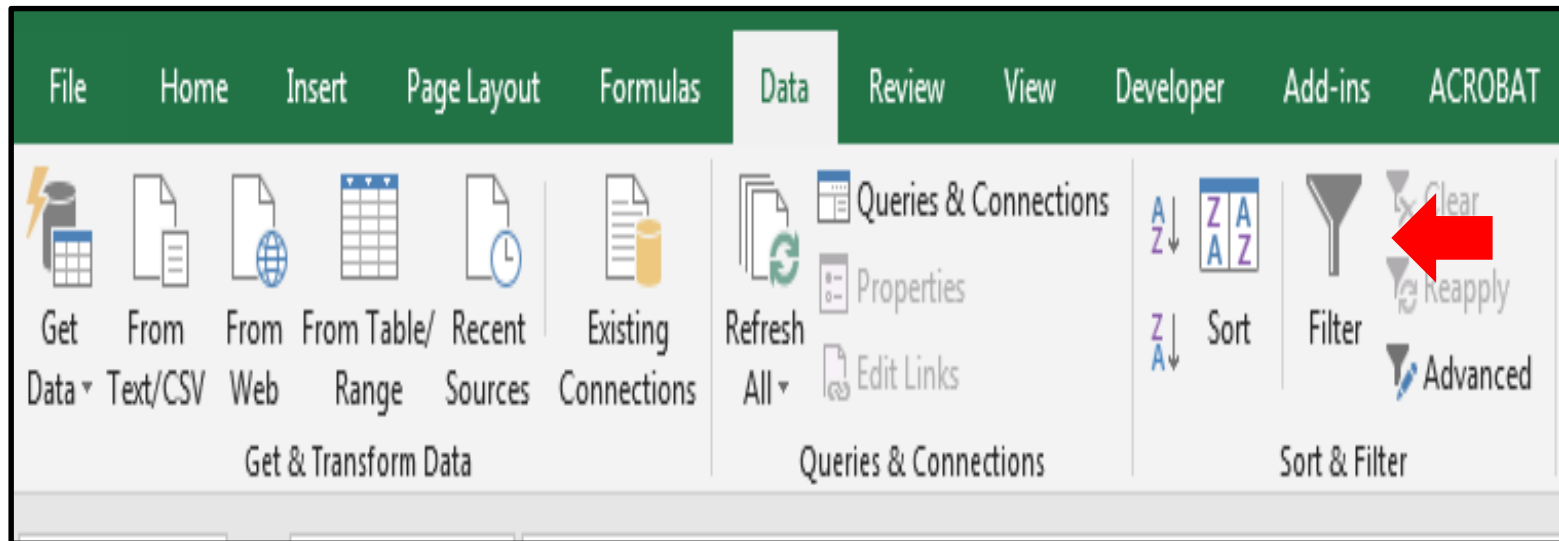 File Home Insert Page Layout Formulas Data Review View Developer Add-ins ACROBAT
Get Data
From Text/CSV
From Web
From Table/ Range
Recent Sources
Existing Connections
Get & Transform Data
Refresh All
Queries & Connections
Properties
Edit Links
Queries & Connections
A Z
Z A
Z A A Z
Sort
Filter
Clear
Reapply
Advanced
Sort & Filter